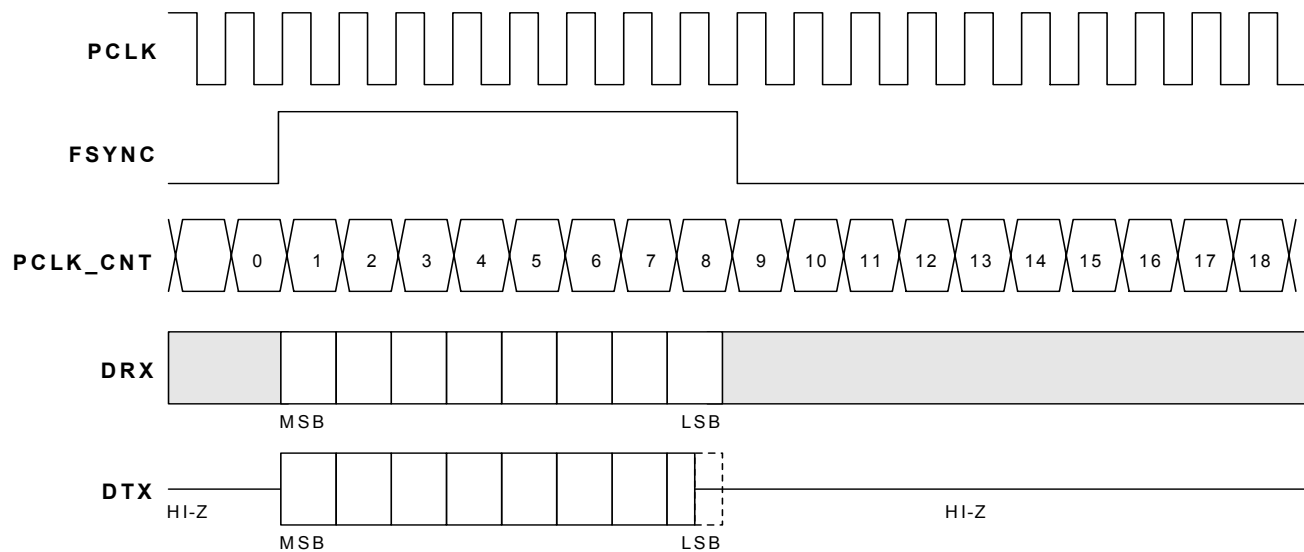 PCLK
FSYNC
PCLK_CNT 0 1 2 3 4 5 6 7 8 9 10 11 12 13 14 15 16 17 18
DRX
MSB LSB
DTX
HI-Z HI-Z
MSB LSB